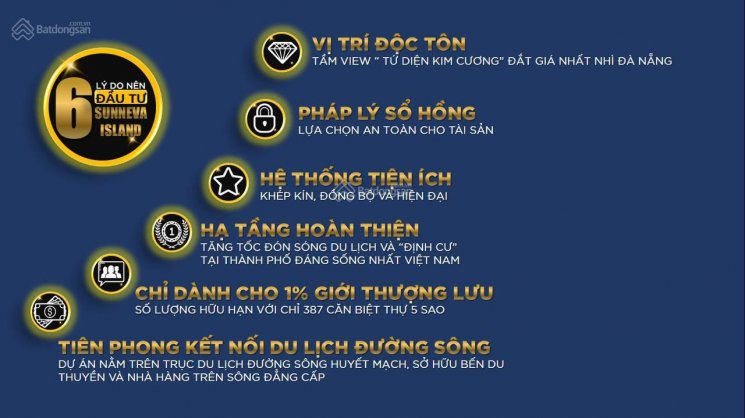 Batdongsan
.com.vn
6
LÝ DO NÊN
ĐẦU TƯ
SUNNEVA
ISLAND
VỊ TRÍ ĐỘC TÔN
TẦM VIEW " TỨ DIỆN KIM CƯƠNG" ĐẮT GIÁ NHẤT NHÌ ĐÀ NẴNG
PHÁP LÝ SỔ HỒNG
LỰA CHỌN AN TOÀN CHO TÀI SẢN
HỆ THỐNG TIỆN ÍCH
KHÉP KÍN, ĐỒNG BỘ VÀ HIỆN ĐẠI
Batdongsan
HẠ TẦNG HOÀN THIỆN
TĂNG TỐC ĐÓN SÓNG DU LỊCH VÀ "ĐỊNH CƯ"
TẠI THÀNH PHỐ ĐÁNG SỐNG NHẤT VIỆT NAM
1
CHỈ DÀNH CHO 1% GIỚI THƯỢNG LƯU
SỐ LƯỢNG HỮU HẠN VỚI CHỈ 387 CĂN BIỆT THỰ 5 SAO
$
TIÊN PHONG KẾT NỐI DU LỊCH ĐƯỜNG SÔNG
DỰ ÁN NẰM TRÊN TRỤC DU LỊCH ĐƯỜNG SÔNG HUYẾT MẠCH, SỞ HỮU BẾN DU
THUYỀN VÀ NHÀ HÀNG TRÊN SÔNG ĐẲNG CẤP